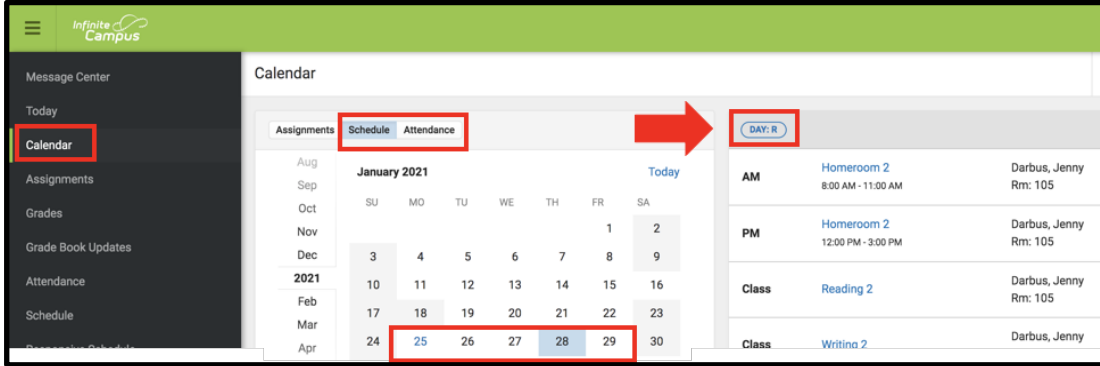 Infinite
Campus
Message Center
Today
Calendar
Assignments
Grades
Grade Book Updates
Attendance
Schedule
Responsive Schedule
Calendar
Assignments Schedule Attendance
Aug
Sep
Oct
Nov
Dec
2021
Feb
Mar
Apr
January 2021 Today
SU MO TU WE TH FR SA
1 2
3 4 5 6 7 8 9
10 11 12 13 14 15 16
17 18 19 20 21 22 23
24 25 26 27 28 29 30
DAY: R
AM Homeroom 2 Darbus, Jenny
8:00 AM - 11:00 AM Rm: 105
PM Homeroom 2 Darbus, Jenny
12:00 PM - 3:00 PM Rm: 105
Class Reading 2 Darbus, Jenny
Rm: 105
Class Writing 2 Darbus, Jenny